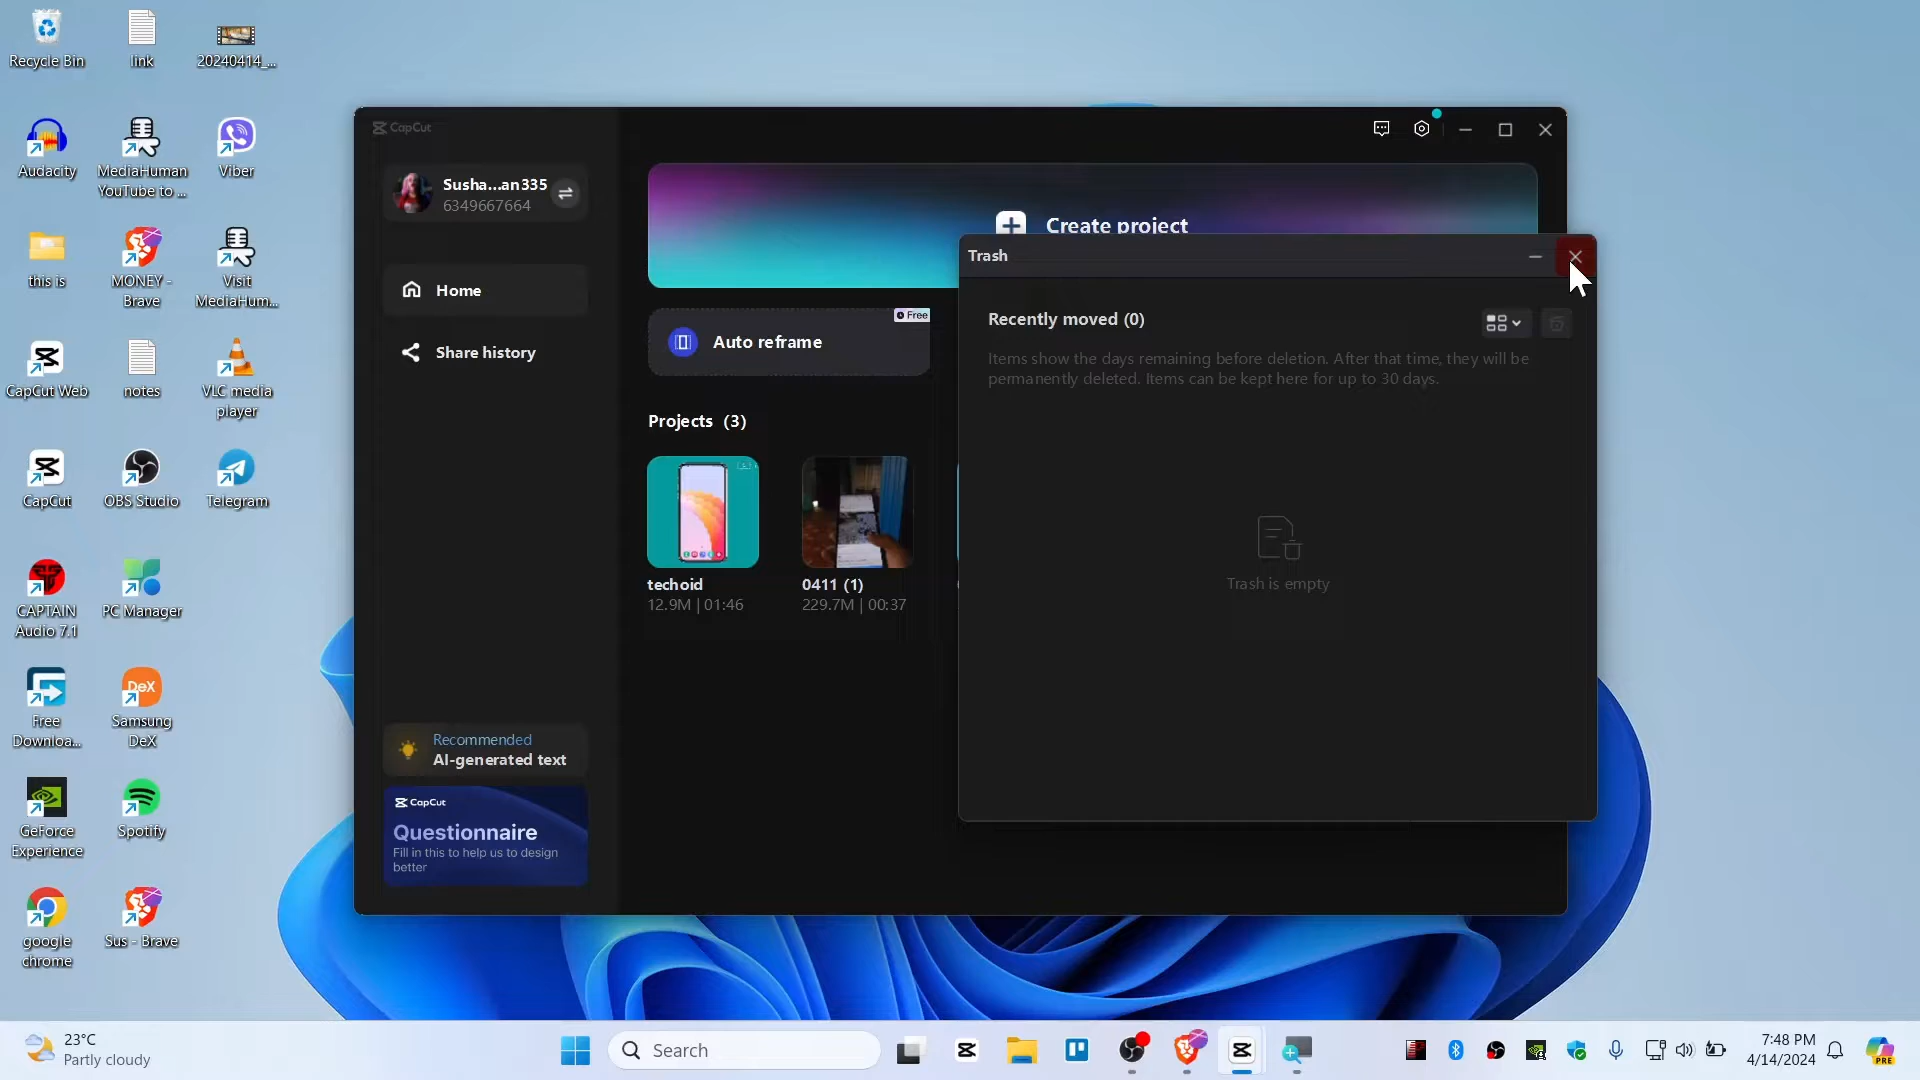 Recycle Bin
link
20240414_...
Audacity
MediaHuman
YouTube to ...
Viber
this is
MONEY -
Brave
Visit
MediaHum...
CapCut Web
notes
VLC media
player
CapCut
OBS Studio
Telegram
CAPTAIN
Audio 7.1
PC Manager
Free
Downloa...
DeX
Samsung
DeX
GeForce
Experience
Spotify
google
chrome
Sus - Brave
CapCut
Susha...an335
6349667664
Home
Share history
Recommended
AI-generated text
CapCut
Questionnaire
Fill in this to help us to design
better
Create project
Free
Auto reframe
Projects (3)
techoid
12.9M | 01:46
0411 (1)
229.7M | 00:37
Trash
Recently moved (0)
Items show the days remaining before deletion. After that time, they will be
permanently deleted. Items can be kept here for up to 30 days.
Trash is empty
23°C
Partly cloudy
Search
7:48 PM
4/14/2024
PRE